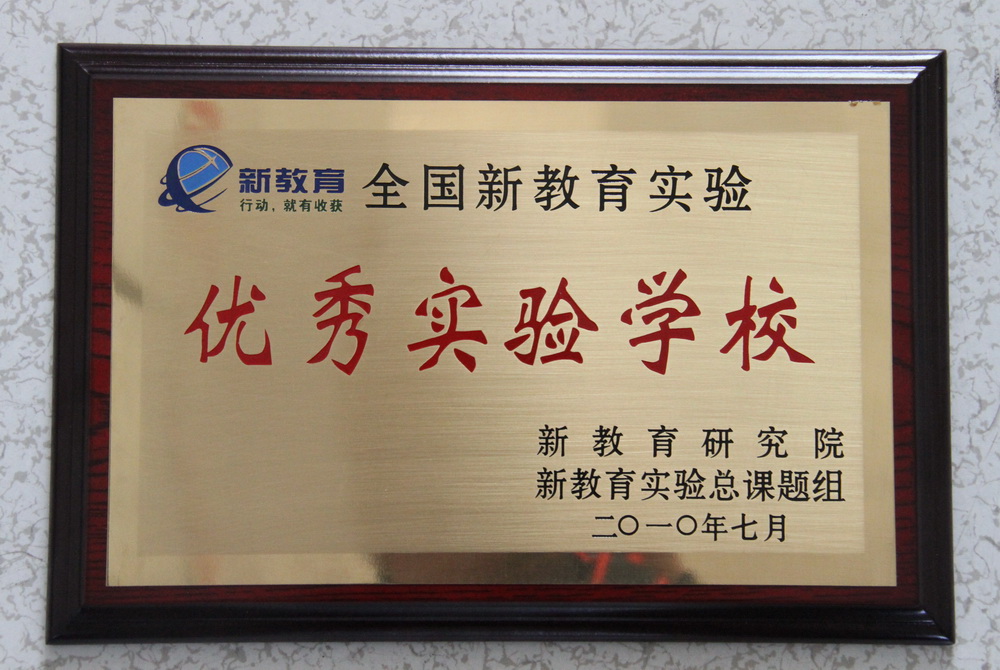 新教育
行动，就有收获
全国新教育实验
优秀实验学校
新教育研究院
新教育实验总课题组
二〇一〇年七月